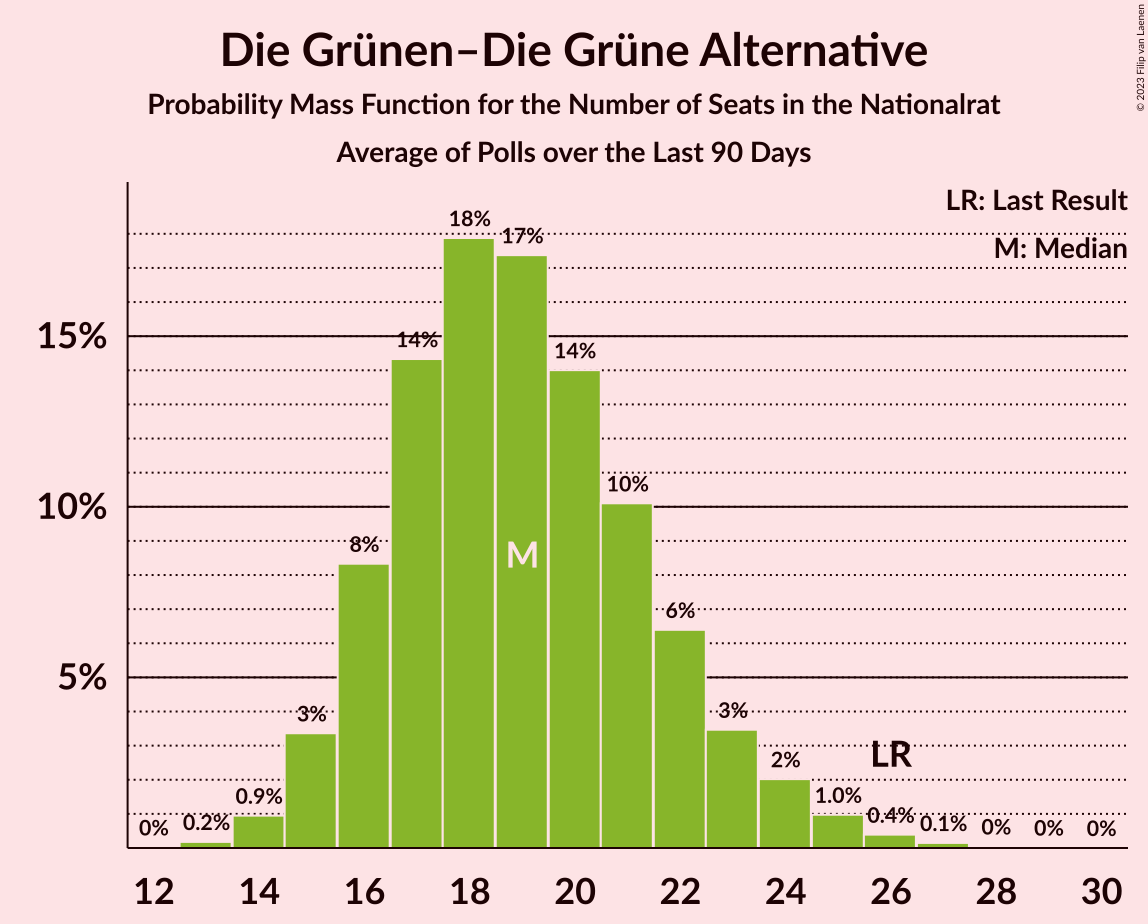 Die Grünen–Die Grüne Alternative
Probability Mass Function for the Number of Seats in the Nationalrat
Average of Polls over the Last 90 Days
© 2023 Filip van Laenen
LR: Last Result
M: Median
18%
17%
15%
14%
14%
10%
10%
8%
M
6%
5%
3%
3%
LR
2%
0.9%
1.0%
0%
0.2%
0.4%
0.1%
0%
0%
0%
12 14 16 18 20 22 24 26 28 30